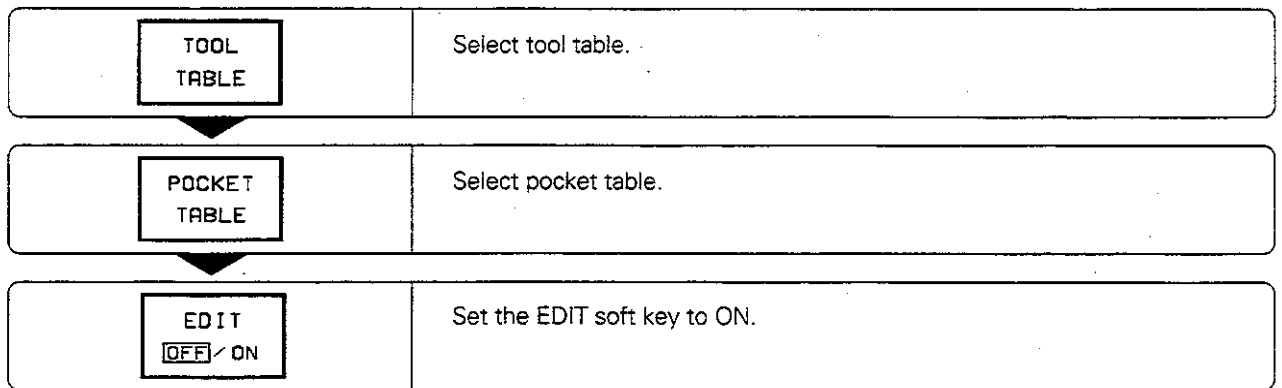 TOOL
TABLE
Select tool table.
POCKET
TABLE
Select pocket table.
EDIT
OFF / ON
Set the EDIT soft key to ON.